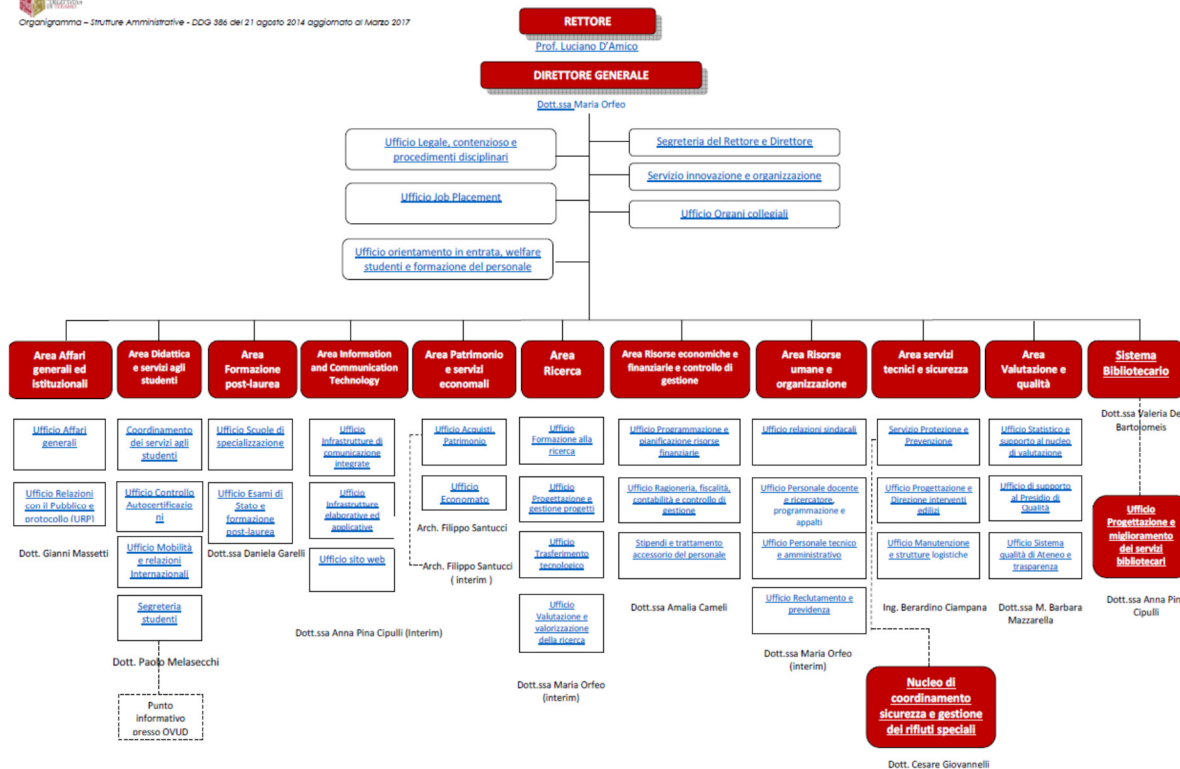 DI TERAMO
Organigramma – Strutture Amministrative - DDG 386 del 21 agosto 2014 aggiornato al Marzo 2017
RETTORE
Prof. Luciano D'Amico
DIRETTORE GENERALE
Dott.ssa Maria Orfeo
Ufficio Legale, contenzioso e
procedimenti disciplinari
Segreteria del Rettore e Direttore
Servizio innovazione e organizzazione
Ufficio Job Placement
Ufficio Organi collegiali
Ufficio orientamento in entrata, welfare
studenti e formazione del personale
Area Affari
generali ed
istituzionali
Area Didattica
e servizi agli
studenti
Area
Formazione
post-laurea
Area Information
and Communication
Technology
Area Patrimonio
e servizi
economali
Area
Ricerca
Area Risorse economiche e
finanziarie e controllo di
gestione
Area Risorse
umane e
organizzazione
Area servizi
tecnici e sicurezza
Area
Valutazione e
qualità
Sistema
Bibliotecario
Ufficio Affari
generali
Ufficio Relazioni
con il Pubblico e
protocollo (URP)
Dott. Gianni Massetti
Coordinamento
dei servizi agli
studenti
Ufficio Controllo
Autocertificazio
ni
Ufficio Mobilità
e relazioni
Internazionali
Segreteria
studenti
Dott. Paolo Melasecchi
Punto
informativo
presso OVUD
Ufficio Scuole di
specializzazione
Ufficio Esami di
Stato e
formazione
post-laurea
Dott.ssa Daniela Garelli
Ufficio
Infrastrutture di
comunicazione
integrate
Ufficio
Infrastrutture
elaborative ed
applicative
Ufficio sito web
Dott.ssa Anna Pina Cipulli (Interim)
Ufficio Acquisti,
Patrimonio
Ufficio
Economato
Arch. Filippo Santucci
Arch. Filippo Santucci
( interim )
Ufficio
Formazione alla
ricerca
Ufficio
Progettazione e
gestione progetti
Ufficio
Trasferimento
tecnologico
Ufficio
Valutazione e
valorizzazione
della ricerca
Dott.ssa Maria Orfeo
(interim)
Ufficio Programmazione e
pianificazione risorse
finanziarie
Ufficio Ragioneria, fiscalità,
contabilità e controllo di
gestione
Stipendi e trattamento
accessorio del personale
Dott.ssa Amalia Cameli
Ufficio relazioni sindacali
Ufficio Personale docente
e ricercatore,
programmazione e
appalti
Ufficio Personale tecnico
e amministrativo
Ufficio Reclutamento e
previdenza
Dott.ssa Maria Orfeo
(interim)
Servizio Protezione e
Prevenzione
Ufficio Progettazione e
Direzione interventi
edilizi
Ufficio Manutenzione
e strutture logistiche
Ing. Berardino Ciampana
Nucleo di
coordinamento
sicurezza e gestione
dei rifiuti speciali
Dott. Cesare Giovannelli
Ufficio Statistico e
supporto al nucleo
di valutazione
Ufficio di supporto
al Presidio di
Qualità
Ufficio Sistema
qualità di Ateneo e
trasparenza
Dott.ssa M. Barbara
Mazzarella
Dott.ssa Valeria De
Bartolomeis
Ufficio
Progettazione e
miglioramento
dei servizi
bibliotecari
Dott.ssa Anna Pin
Cipulli